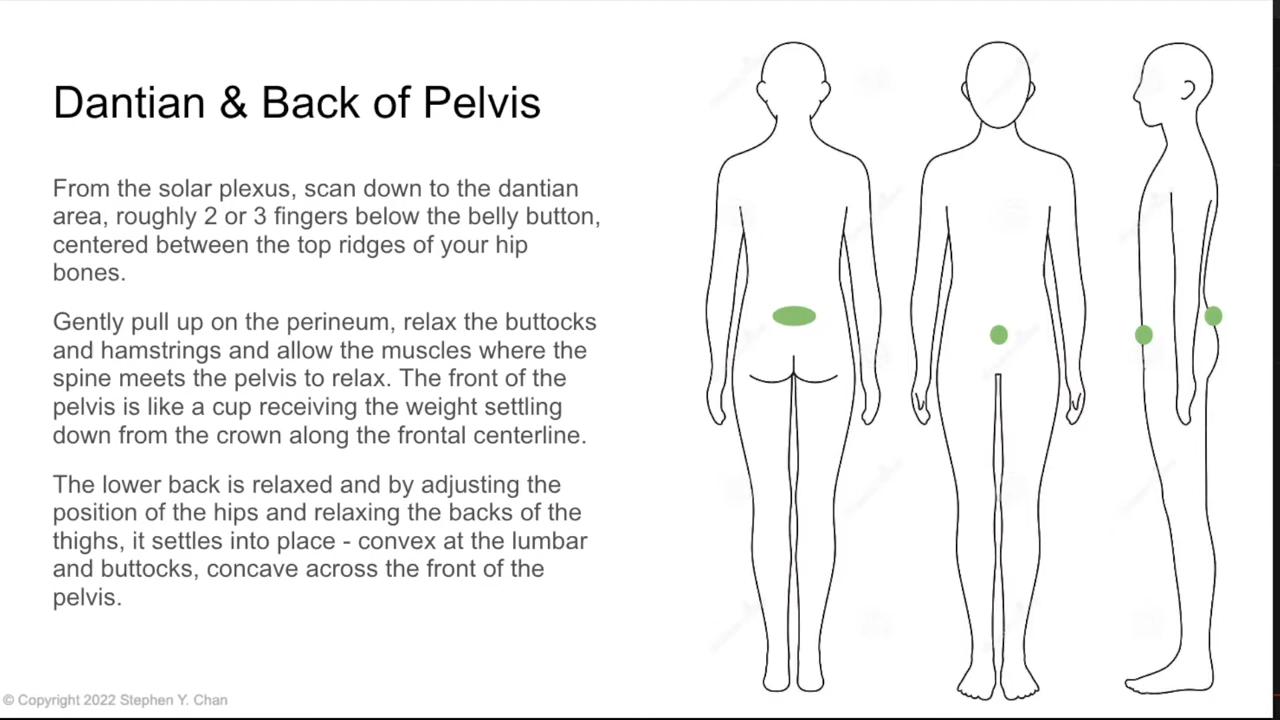 Dantian & Back of Pelvis
From the solar plexus, scan down to the dantian
area, roughly 2 or 3 fingers below the belly button,
centered between the top ridges of your hip
bones.
Gently pull up on the perineum, relax the buttocks
and hamstrings and allow the muscles where the
spine meets the pelvis to relax. The front of the
pelvis is like a cup receiving the weight settling
down from the crown along the frontal centerline.
The lower back is relaxed and by adjusting the
position of the hips and relaxing the backs of the
thighs, it settles into place - convex at the lumbar
and buttocks, concave across the front of the
pelvis.
© Copyright 2022 Stephen Y. Chan